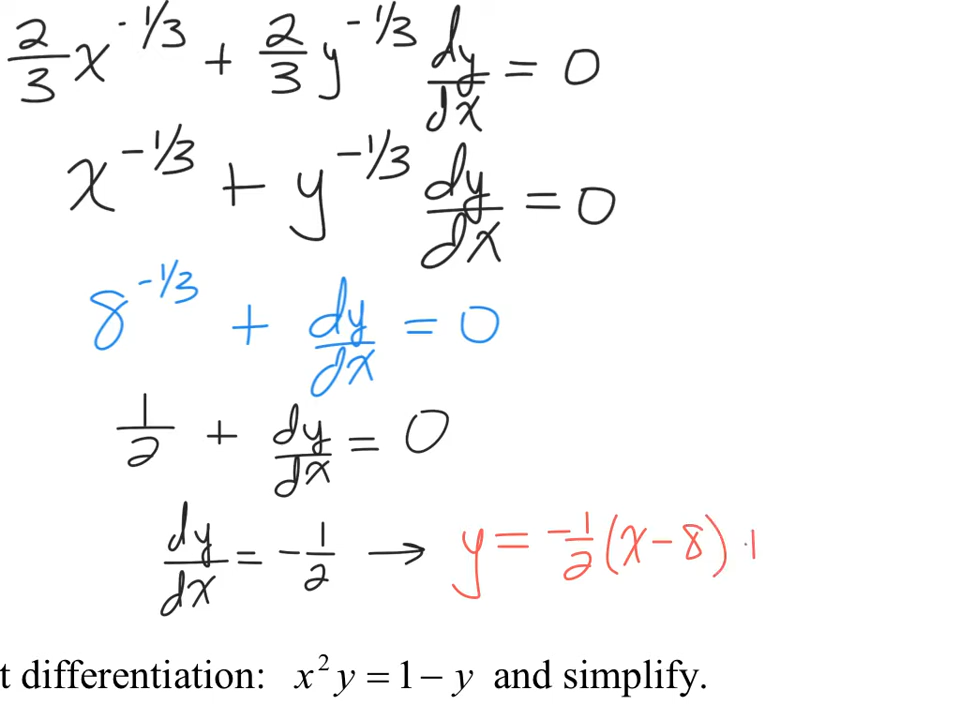 2/3 x^(-1/3) + 2/3 y^(-1/3) dy/dx = 0
x^(-1/3) + y^(-1/3) dy/dx = 0
8^(-1/3) + dy/dx = 0
1/2 + dy/dx = 0
dy/dx = -1/2 → y = -1/2 (x-8)
t differentiation: x²y = 1 − y and simplify.